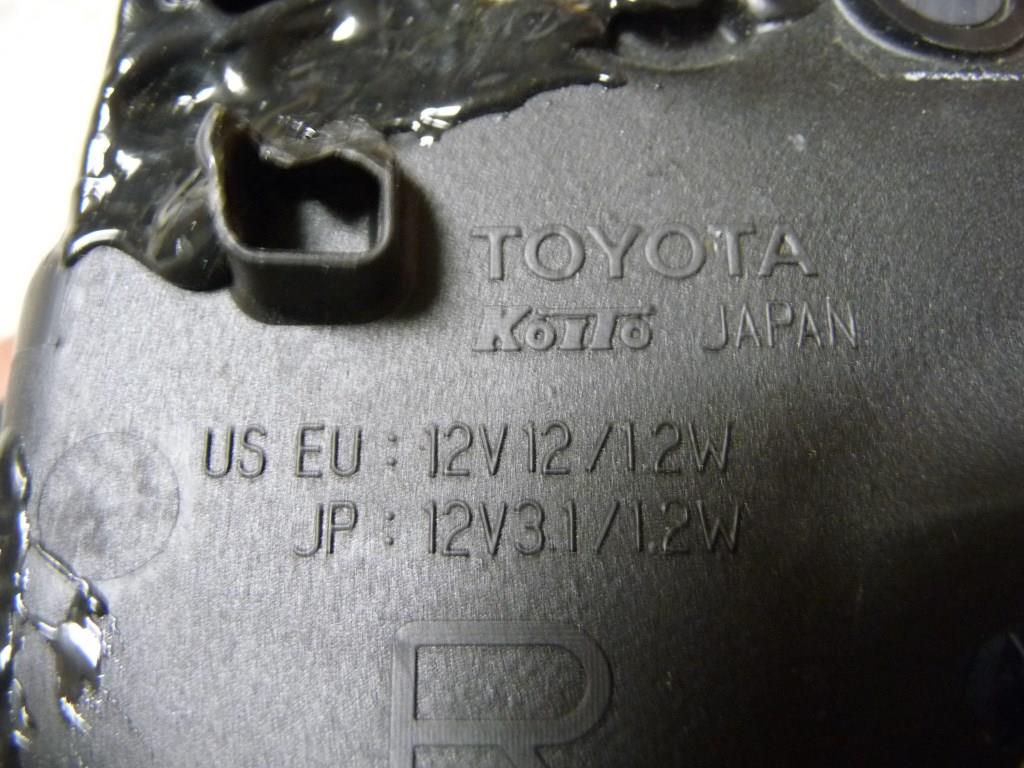 TOYOTA
KOITO JAPAN
US EU : 12V 12/1.2W
JP : 12V3.1/1.2W
R